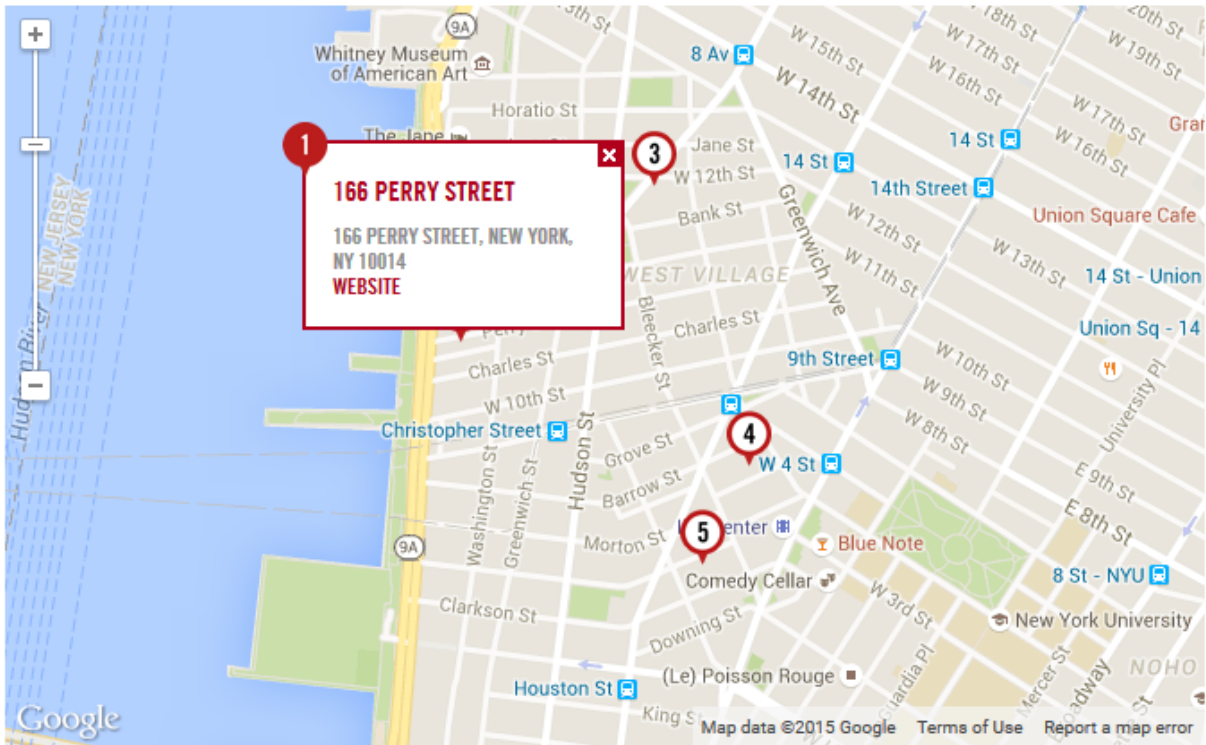 9A
13th St
W 15th St
W 18th St
20th St
Whitney Museum
of American Art
8 Av
W 17th St
W 19th St
W 16th St
W 14th St
Horatio St
W 17th St
The Jane
Jane St
14 St
W 16th St
1
3
14 St
166 PERRY STREET
W 12th St
14th Street
166 PERRY STREET, NEW YORK,
NY 10014
WEBSITE
Bank St
Greenwich Ave
W 12th St
Union Square Cafe
W 11th St
W 13th St
NEW JERSEY
NEW YORK
Hudson River
WEST VILLAGE
14 St - Union
Bleecker St
Charles St
Union Sq - 14
Perry
Charles St
9th Street
W 10th St
W 10th St
W 9th St
University Pl
Christopher Street
Hudson St
4
W 8th St
Grove St
W 4 St
E 9th St
Washington St
Greenwich St
Barrow St
E 8th St
9A
Morton St
5
Blue Note
Comedy Cellar
8 St - NYU
Clarkson St
W 3rd St
Downing St
New York University
(Le) Poisson Rouge
Houston St
Mercer St
Broadway
NOHO
King S
Google
Map data ©2015 Google
Terms of Use
Report a map error